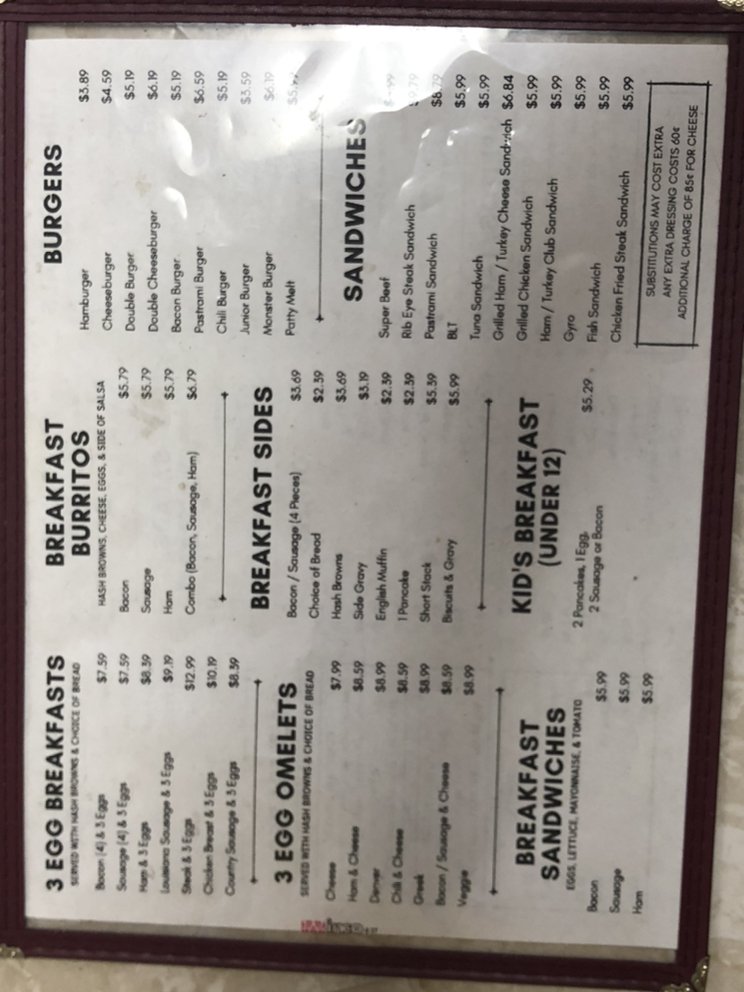 3 EGG BREAKFASTS
SERVED WITH HASH BROWNS & CHOICE OF BREAD
Bacon (4) & 3 Eggs $7.59
Sausage (4) & 3 Eggs $7.59
Ham & 3 Eggs $8.39
Louisiana Sausage & 3 Eggs $9.19
Steak & 3 Eggs $12.99
Chicken Breast & 3 Eggs $10.19
Country Sausage & 3 Eggs $8.39
3 EGG OMELETS
SERVED WITH HASH BROWNS & CHOICE OF BREAD
Cheese $7.99
Ham & Cheese $8.59
Denver $8.99
Chili & Cheese $8.59
Greek $8.99
Bacon / Sausage & Cheese $8.59
Veggie $8.99
BREAKFAST
SANDWICHES
EGGS, LETTUCE, MAYONNAISE, & TOMATO
Bacon $5.99
Sausage $5.99
Ham $5.99
BREAKFAST
BURRITOS
HASH BROWNS, CHEESE, EGGS, & SIDE OF SALSA
Bacon $5.79
Sausage $5.79
Ham $5.79
Combo (Bacon, Sausage, Ham) $6.79
BREAKFAST SIDES
Bacon / Sausage (4 Pieces) $3.69
Choice of Bread $2.39
Hash Browns $3.69
Side Gravy $3.19
English Muffin $2.39
1 Pancake $2.39
Short Stack $5.39
Biscuits & Gravy $5.99
KID'S BREAKFAST
(UNDER 12)
2 Pancakes, 1 Egg, $5.29
2 Sausage or Bacon
BURGERS
Hamburger $3.89
Cheeseburger $4.59
Double Burger $5.19
Double Cheeseburger $6.19
Bacon Burger $5.19
Pastrami Burger $6.59
Chili Burger $5.19
Junior Burger $3.59
Monster Burger $6.19
Patty Melt
SANDWICHES
Super Beef
Rib Eye Steak Sandwich
Pastrami Sandwich $8.79
BLT $5.99
Tuna Sandwich $5.99
Grilled Ham / Turkey Cheese Sandwich $6.84
Grilled Chicken Sandwich $5.99
Ham / Turkey Club Sandwich $5.99
Gyro $5.99
Fish Sandwich $5.99
Chicken Fried Steak Sandwich $5.99
SUBSTITUTIONS MAY COST EXTRA
ANY EXTRA DRESSING COSTS 60¢
ADDITIONAL CHARGE OF 85¢ FOR CHEESE